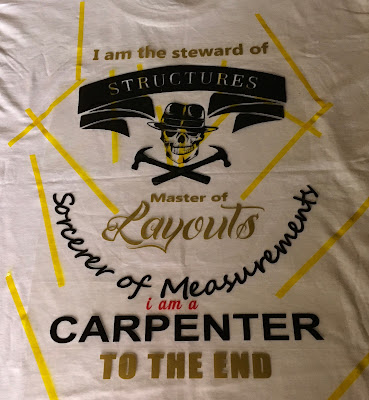 I am the steward of
STRUCTURES
Master of
Layouts
Sorcerer of Measurements
i am a
CARPENTER
TO THE END